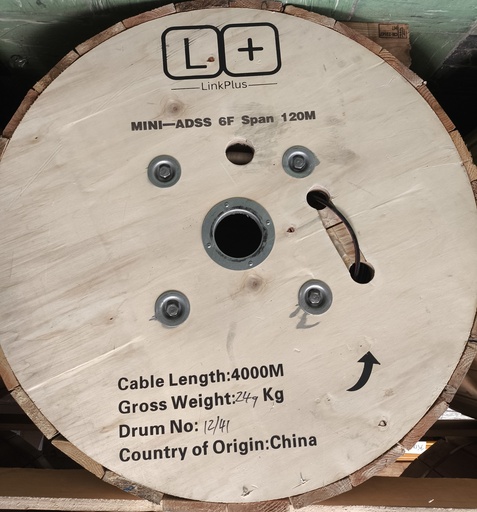 L+
LinkPlus
MINI—ADSS 6F Span 120M
Cable Length:4000M
Gross Weight:249 Kg
Drum No: 12/41
Country of Origin:China